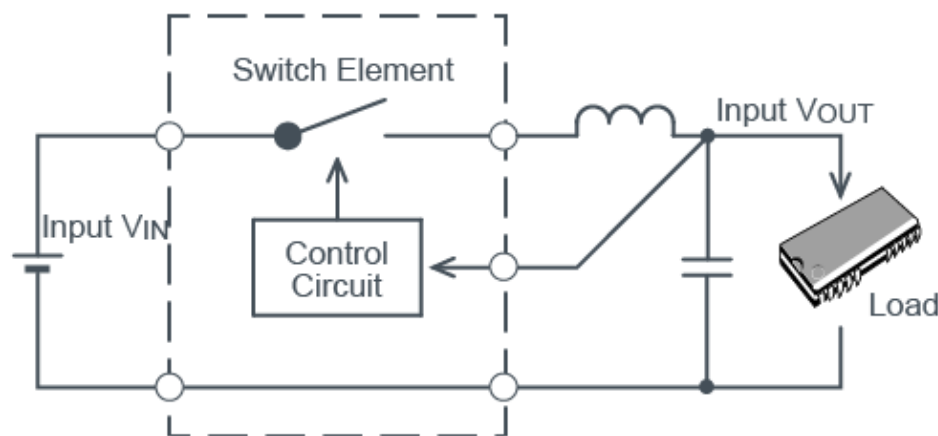 Switch Element
Input VOUT
Input VIN
Control
Circuit
Load